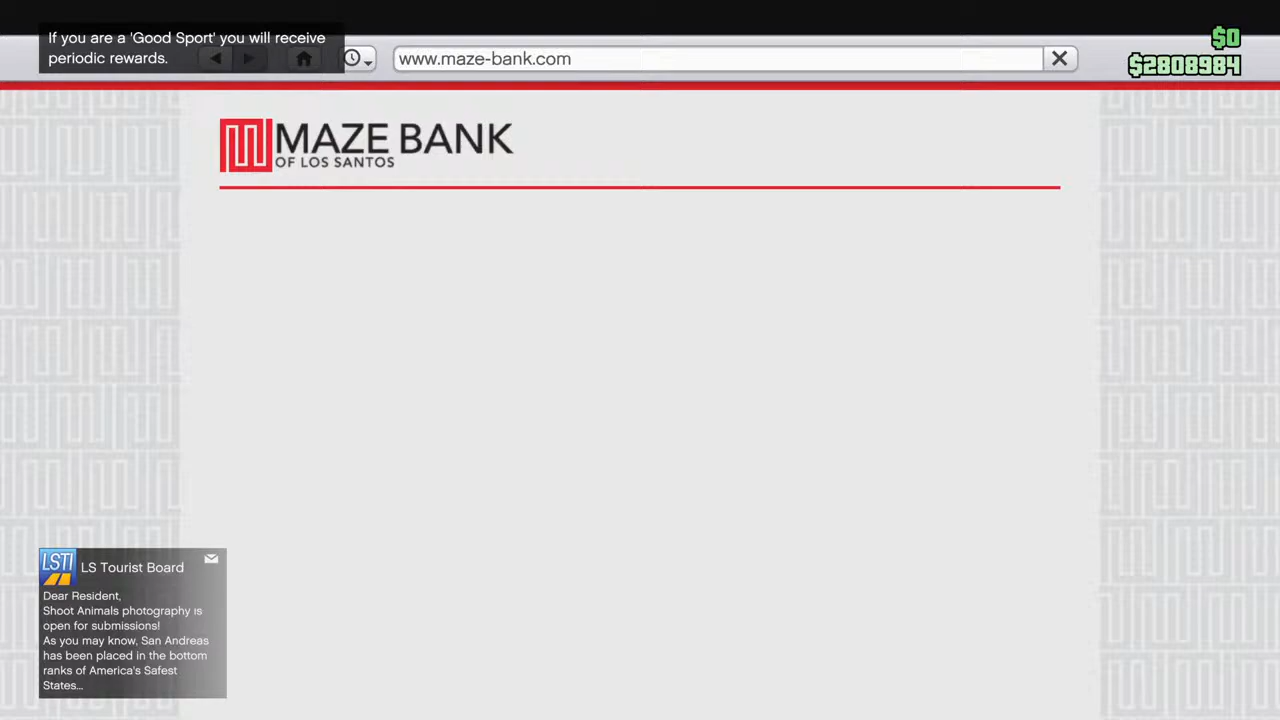 If you are a 'Good Sport' you will receive
periodic rewards.
www.maze-bank.com
$0
$2808984
MAZE BANK
OF LOS SANTOS
LSTI
LS Tourist Board
Dear Resident,
Shoot Animals photography is
open for submissions!
As you may know, San Andreas
has been placed in the bottom
ranks of America's Safest
States...